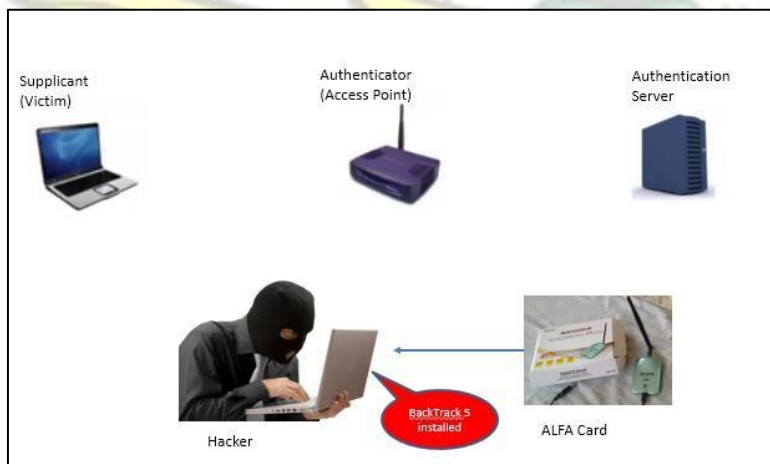 Supplicant
(Victim)
Authenticator
(Access Point)
Authentication
Server
BackTrack 5
installed
Hacker
ALFA Card